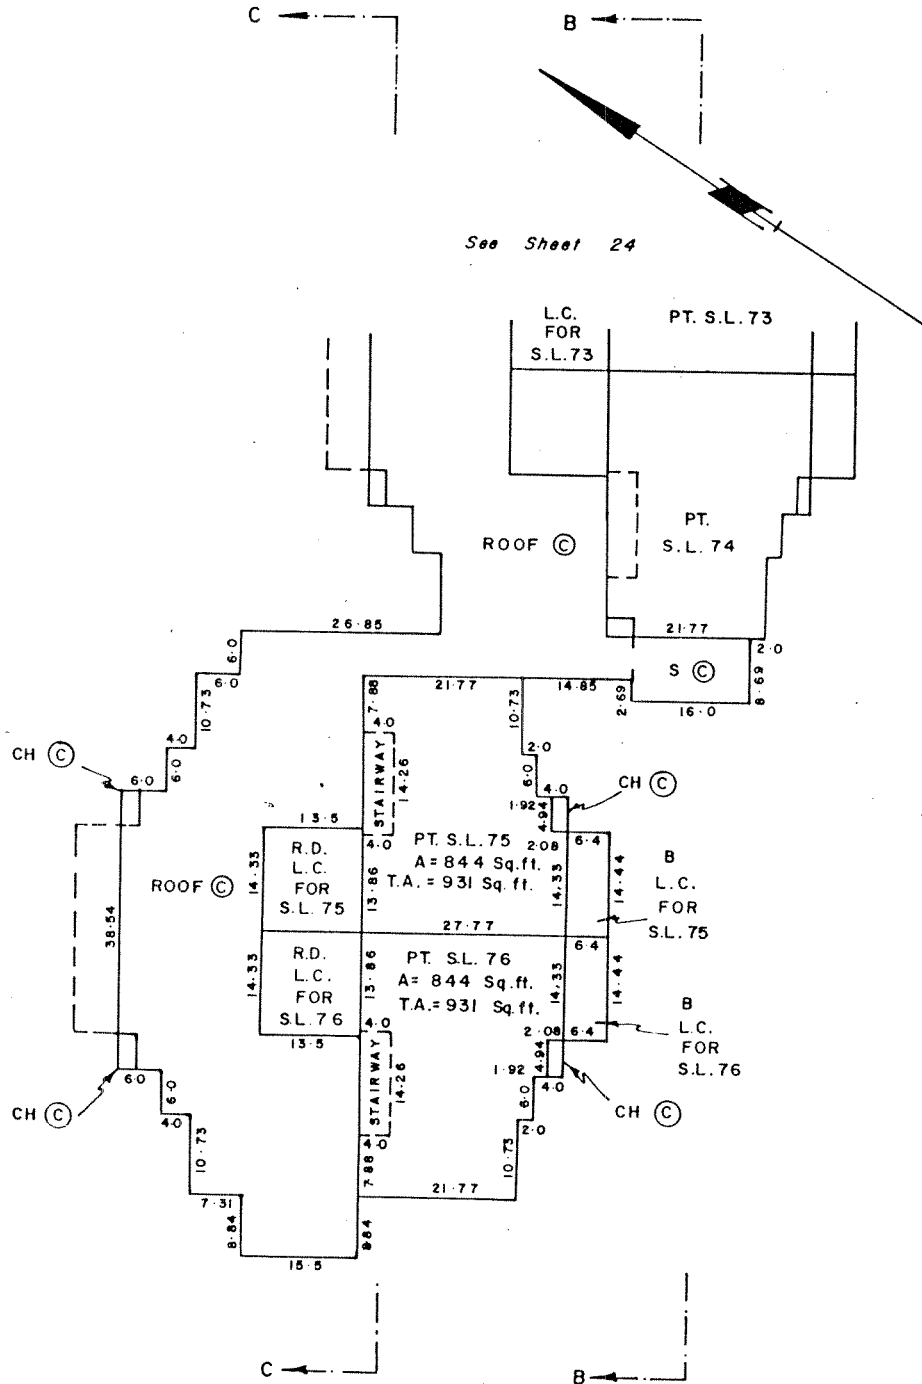 C
B
See Sheet 24
L.C.
FOR
S.L.73
PT. S.L.73
ROOF C
PT.
S.L. 74
26.85
6.0
6.0
10.73
4.0
6.0
6.0
CH C
21.77
2.0
S C
8.69
16.0
2.69
7.88
21.77
14.85
4.0
STAIRWAY
14.26
4.0
10.73
2.0
6.0
4.0
1.92
4.94
2.08
6.4
CH C
13.5
14.33
R.D.
L.C.
FOR
S.L.75
13.86
PT. S.L.75
A = 844 Sq.ft.
T.A. = 931 Sq.ft.
14.33
14.44
B
L.C.
FOR
S.L.75
ROOF C
38.54
27.77
6.4
14.33
R.D.
L.C.
FOR
S.L.76
13.86
PT. S.L. 76
A= 844 Sq.ft.
T.A.= 931 Sq.ft.
14.33
14.44
B
L.C.
FOR
S.L.76
13.5
4.0
STAIRWAY
14.26
4.0
2.08
6.4
4.94
1.92
4.0
6.0
2.0
10.73
CH C
CH C
6.0
6.0
4.0
10.73
7.31
8.84
15.5
8.84
7.88
21.77
C
B